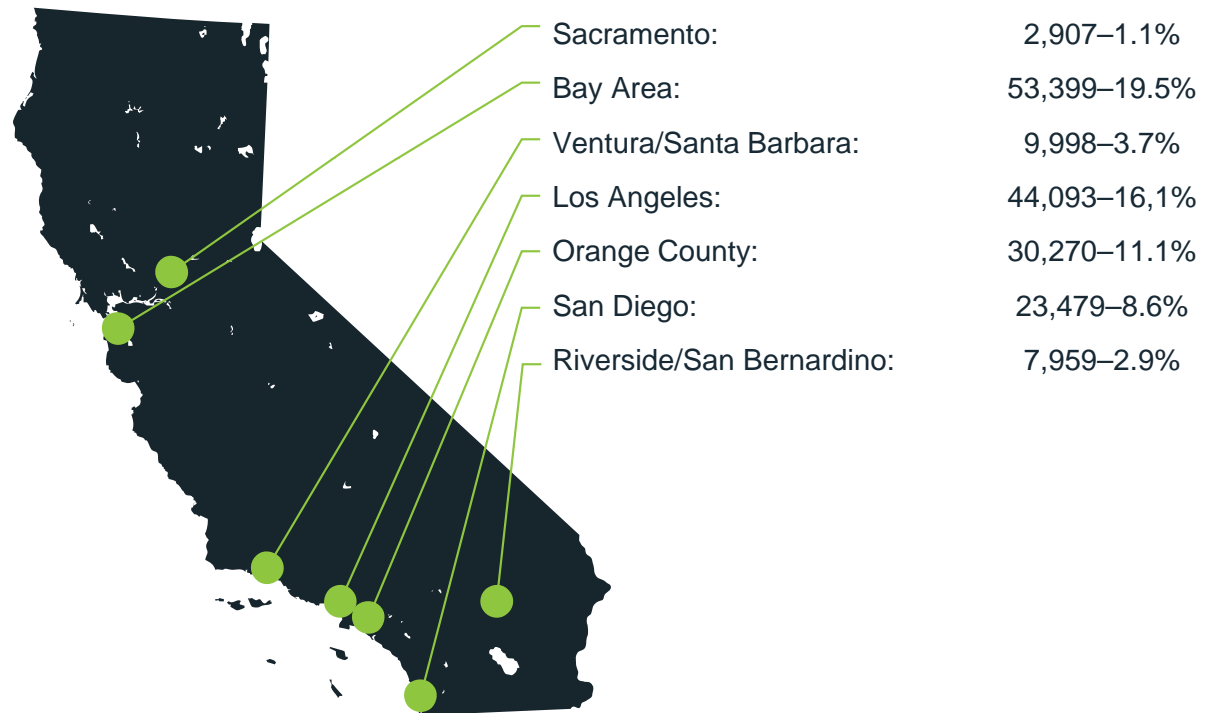 Sacramento: 2,907–1.1%
Bay Area: 53,399–19.5%
Ventura/Santa Barbara: 9,998–3.7%
Los Angeles: 44,093–16,1%
Orange County: 30,270–11.1%
San Diego: 23,479–8.6%
Riverside/San Bernardino: 7,959–2.9%